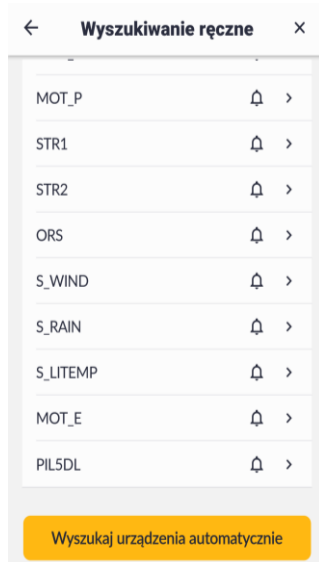 Wyszukiwanie ręczne
MOT_P
STR1
STR2
ORS
S_WIND
S_RAIN
S_LITEMP
MOT_E
PIL5DL
Wyszukaj urządzenia automatycznie